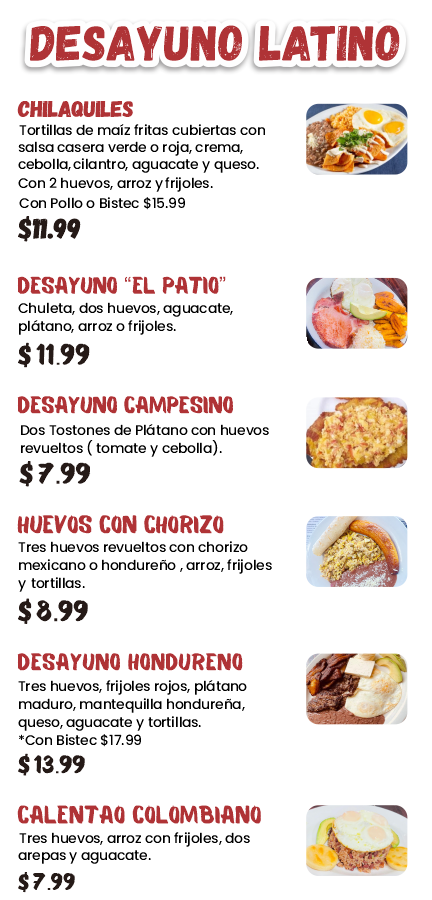 DESAYUNO LATINO
CHILAQUILES
Tortillas de maíz fritas cubiertas con
salsa casera verde o roja, crema,
cebolla, cilantro, aguacate y queso.
Con 2 huevos, arroz y frijoles.
Con Pollo o Bistec $15.99
$11.99
DESAYUNO “EL PATIO”
Chuleta, dos huevos, aguacate,
plátano, arroz o frijoles.
$ 11.99
DESAYUNO CAMPESINO
Dos Tostones de Plátano con huevos
revueltos ( tomate y cebolla).
$ 7.99
HUEVOS CON CHORIZO
Tres huevos revueltos con chorizo
mexicano o hondureño , arroz, frijoles
y tortillas.
$ 8.99
DESAYUNO HONDURENO
Tres huevos, frijoles rojos, plátano
maduro, mantequilla hondureña,
queso, aguacate y tortillas.
*Con Bistec $17.99
$ 13.99
CALENTAO COLOMBIANO
Tres huevos, arroz con frijoles, dos
arepas y aguacate.
$ 7.99